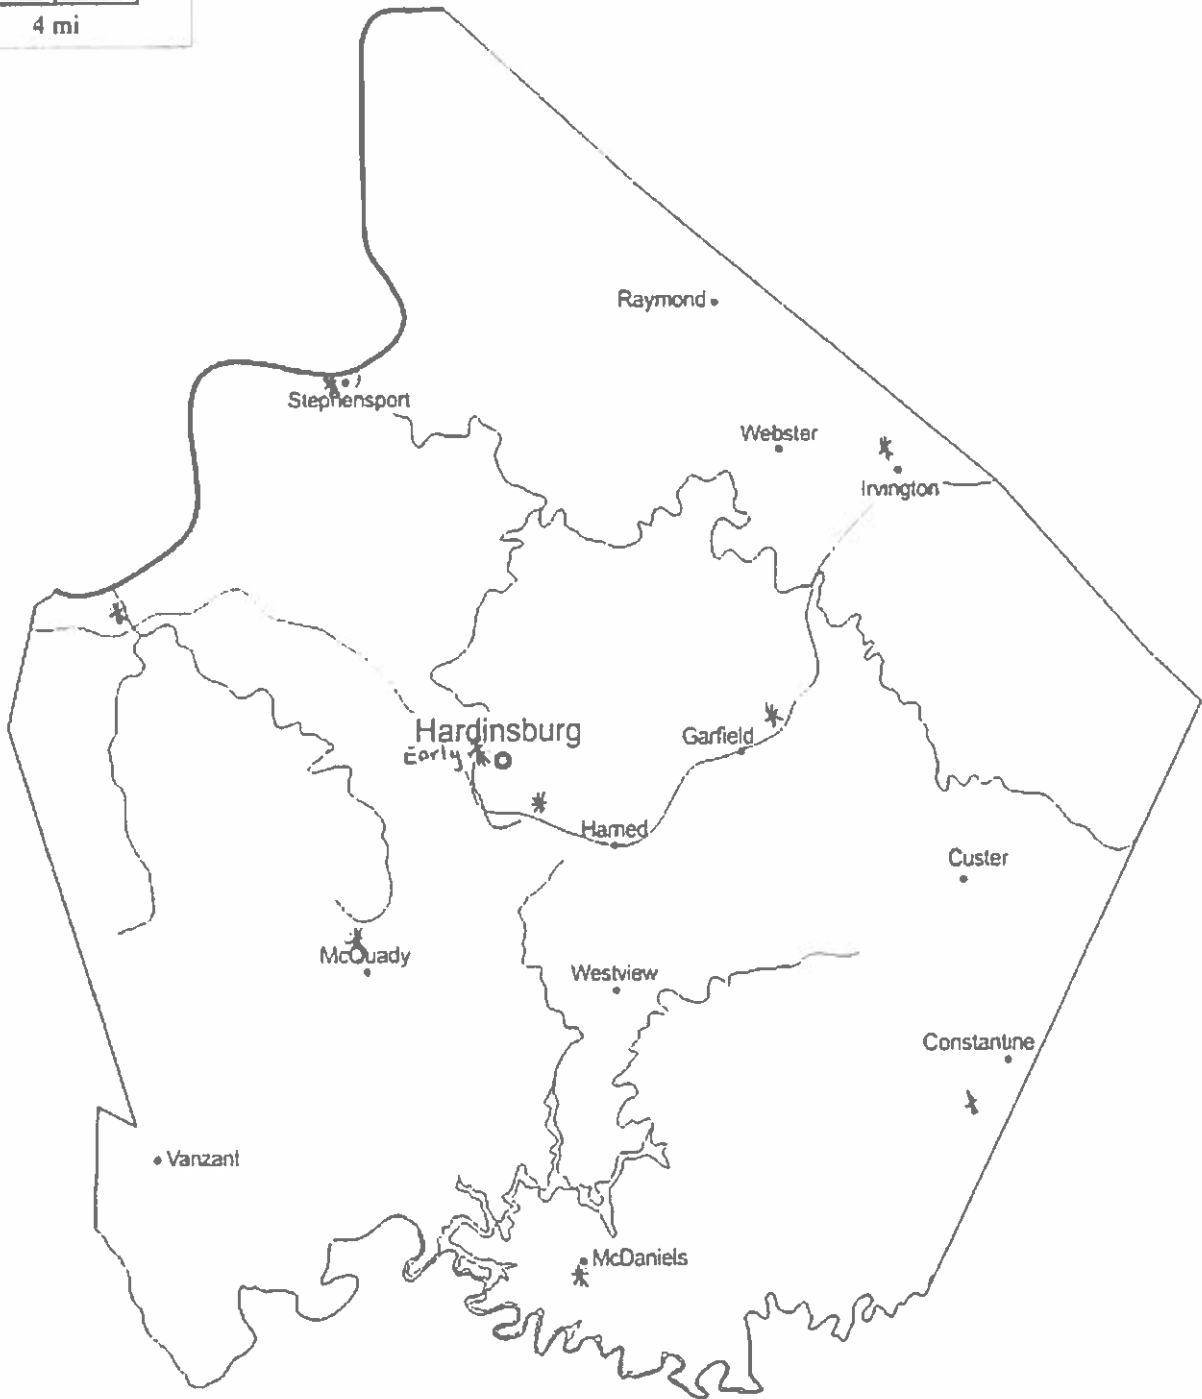 4 mi
Raymond
Stephensport
Webster
Irvington
Hardinsburg
Early
Garfield
Harned
Custer
McQuady
Westview
Constantine
Vanzant
McDaniels